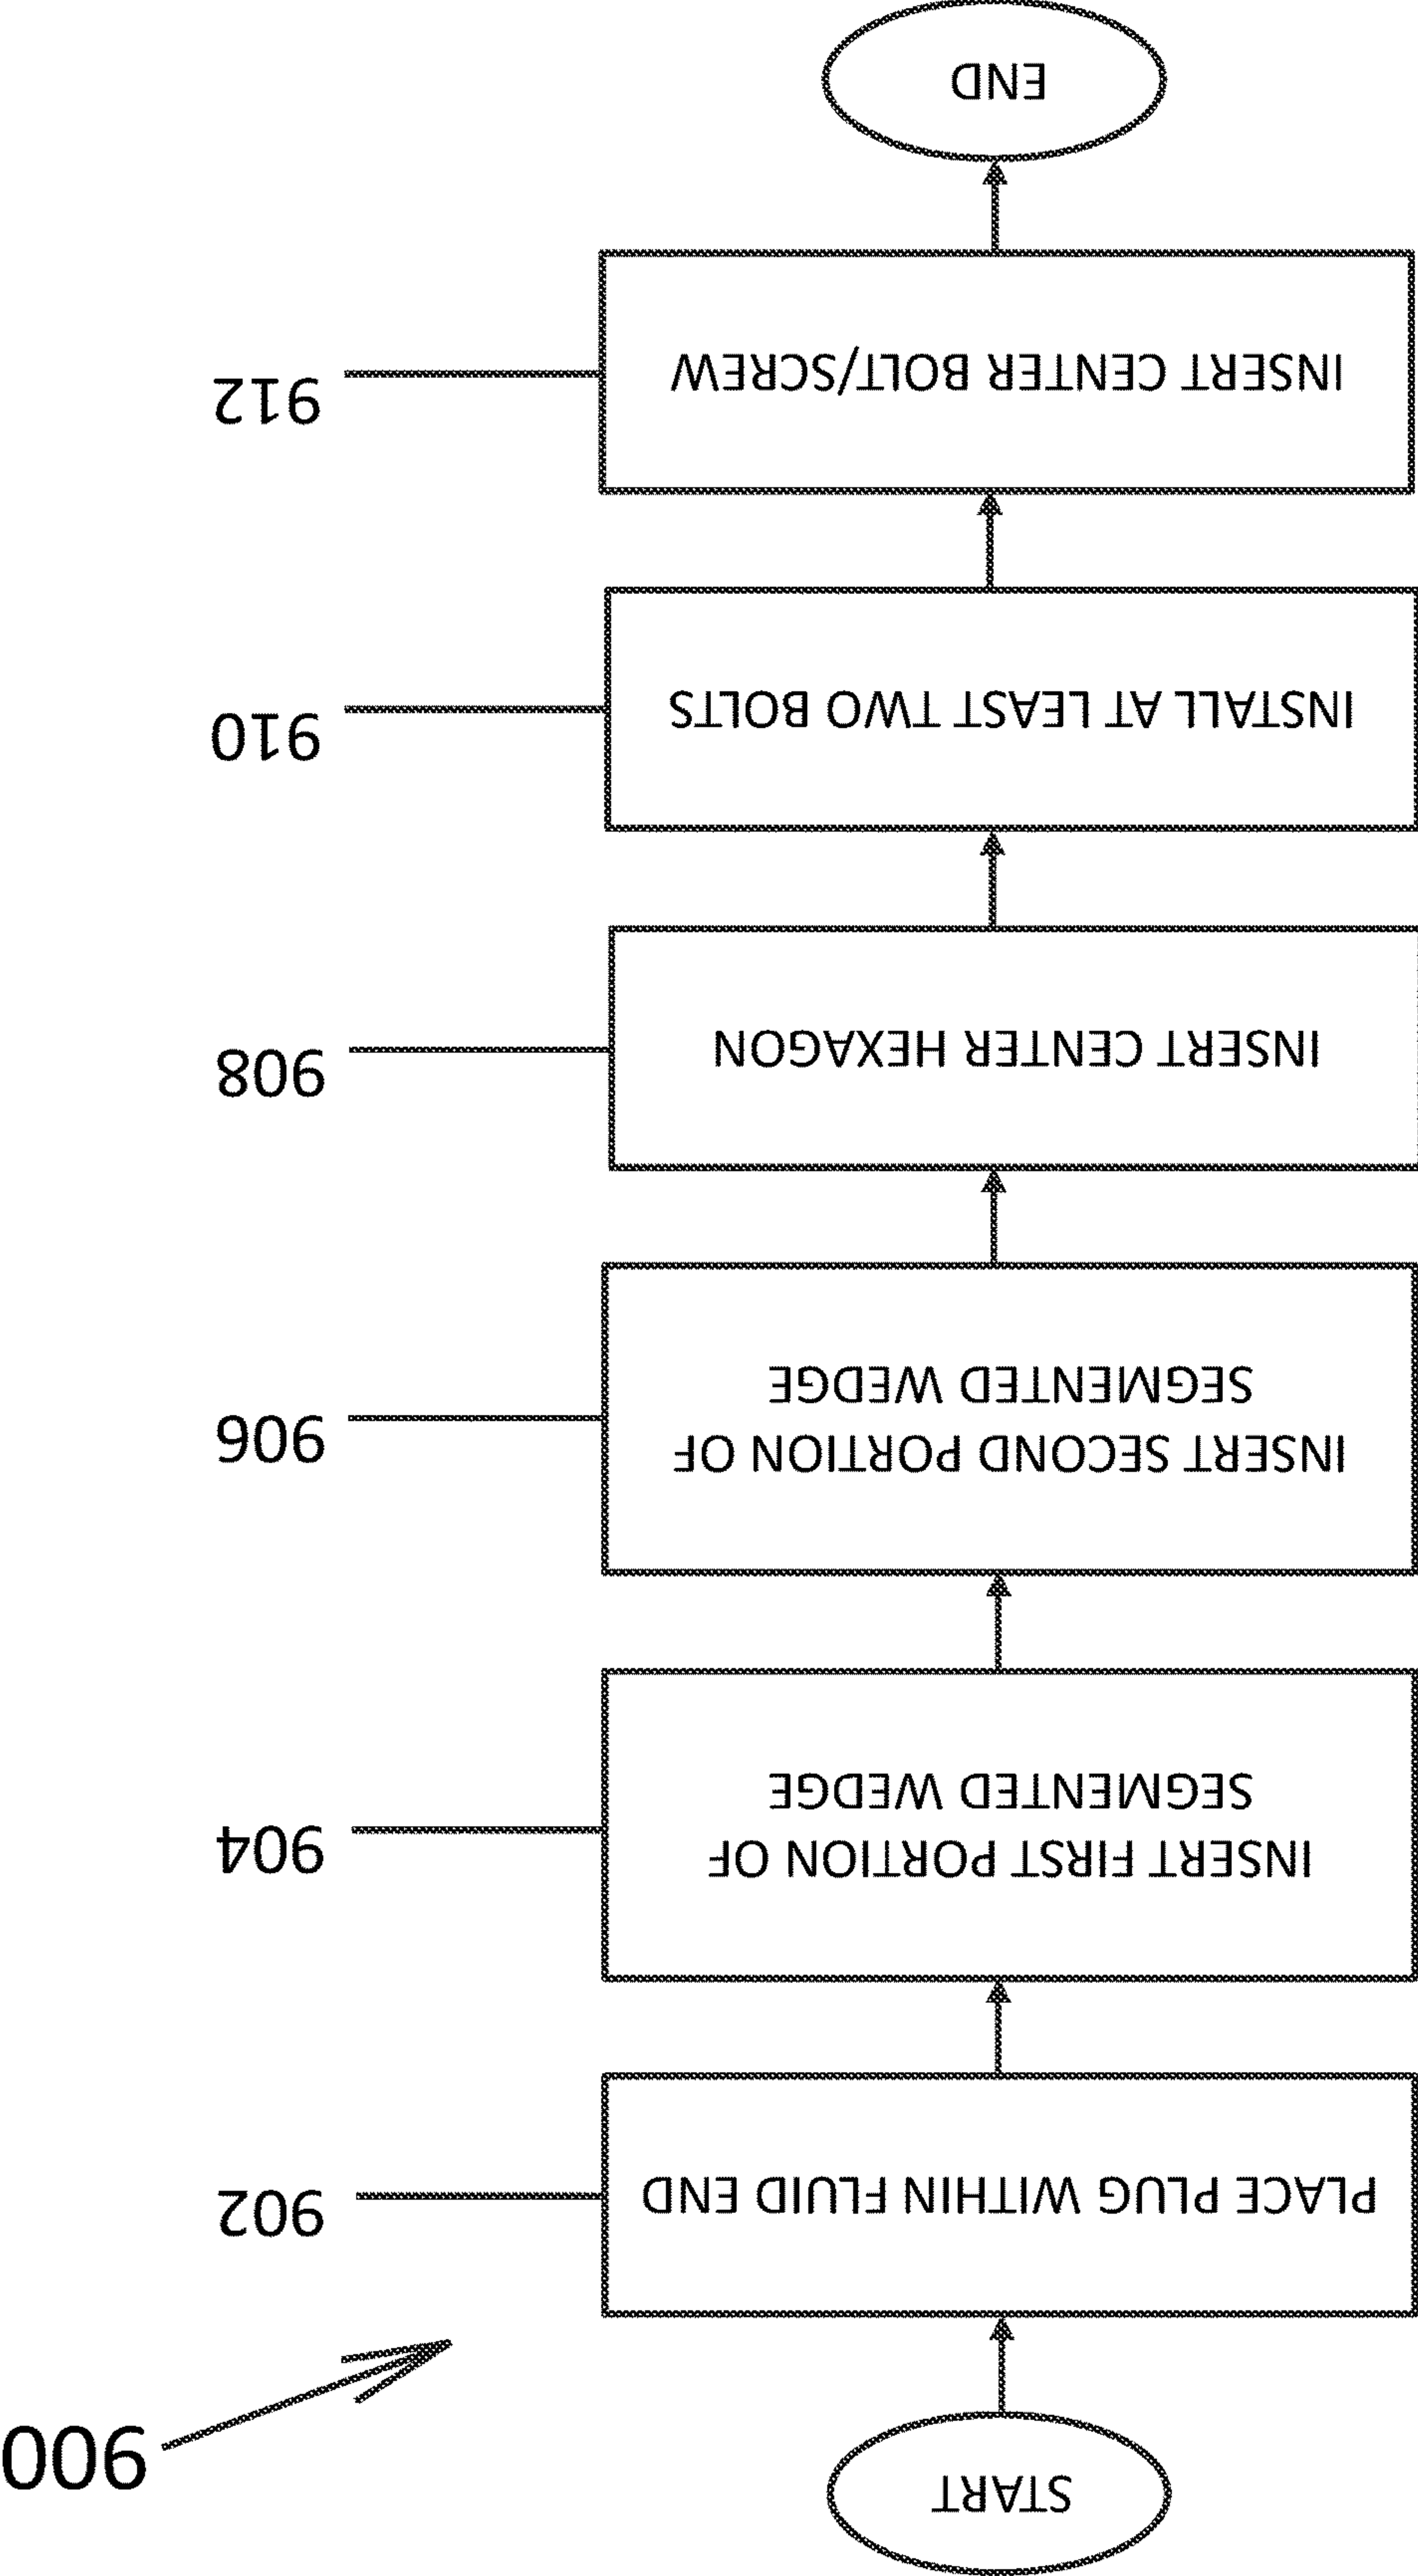 900
START
PLACE PLUG WITHIN FLUID END
902
INSERT FIRST PORTION OF
SEGMENTED WEDGE
904
INSERT SECOND PORTION OF
SEGMENTED WEDGE
906
INSERT CENTER HEXAGON
908
INSTALL AT LEAST TWO BOLTS
910
INSERT CENTER BOLT/SCREW
912
END